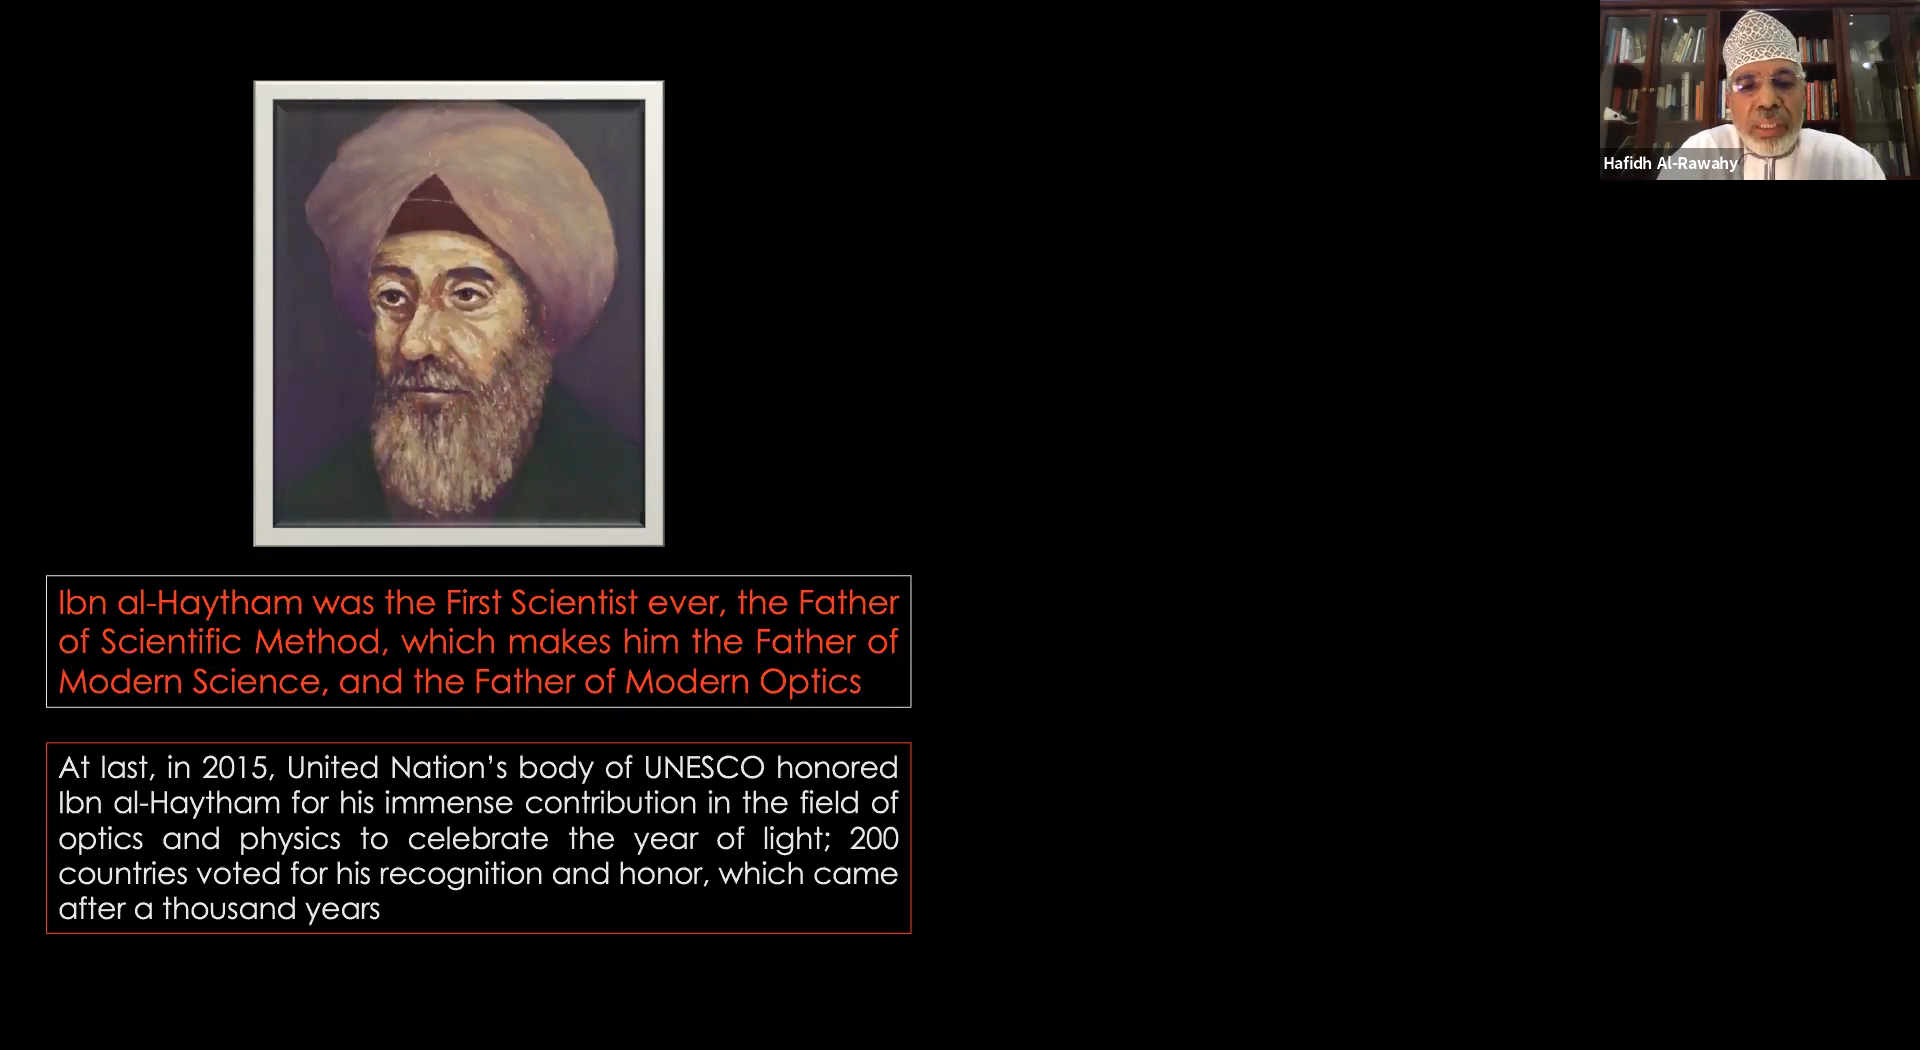 Hafidh Al-Rawahy
Ibn al-Haytham was the First Scientist ever, the Father
of Scientific Method, which makes him the Father of
Modern Science, and the Father of Modern Optics
At last, in 2015, United Nation’s body of UNESCO honored
Ibn al-Haytham for his immense contribution in the field of
optics and physics to celebrate the year of light; 200
countries voted for his recognition and honor, which came
after a thousand years